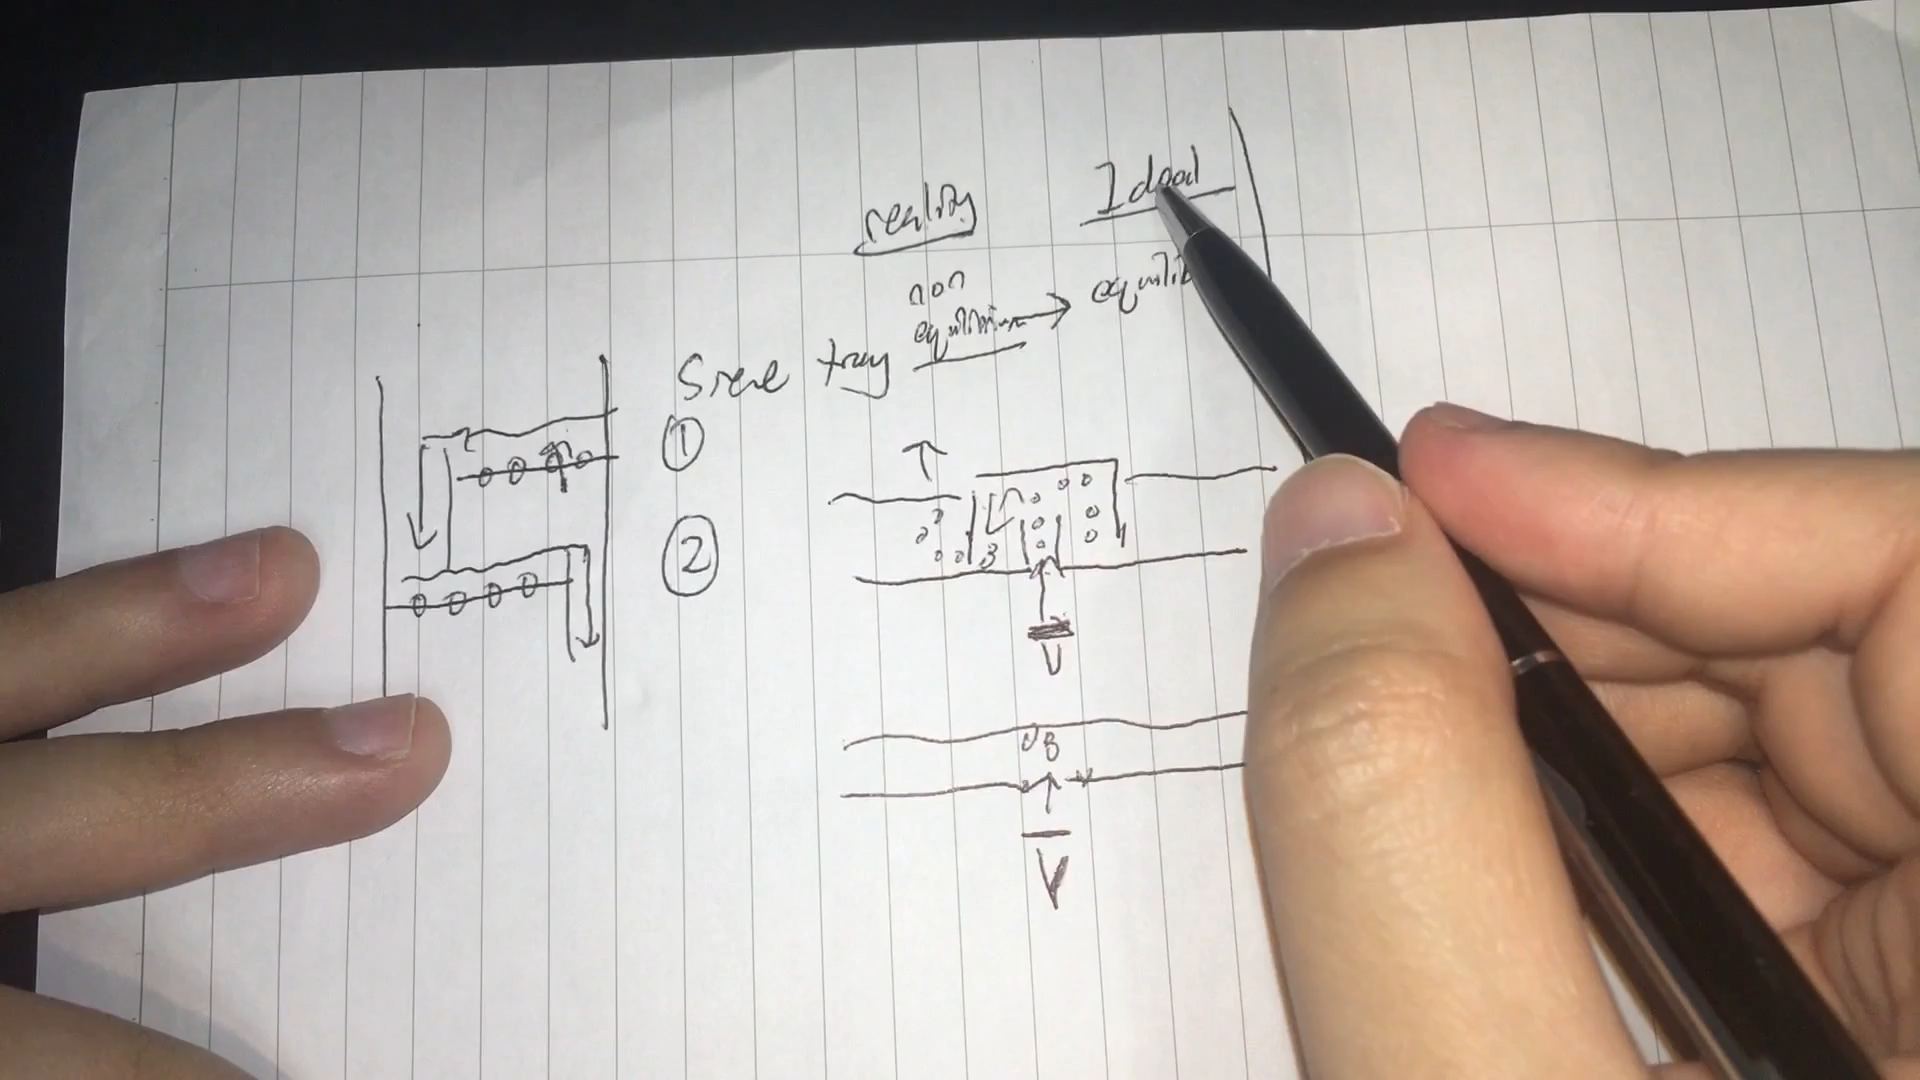 Ideal
reality
non
equilib
equilibrium
Sieve tray
①
②
V
V